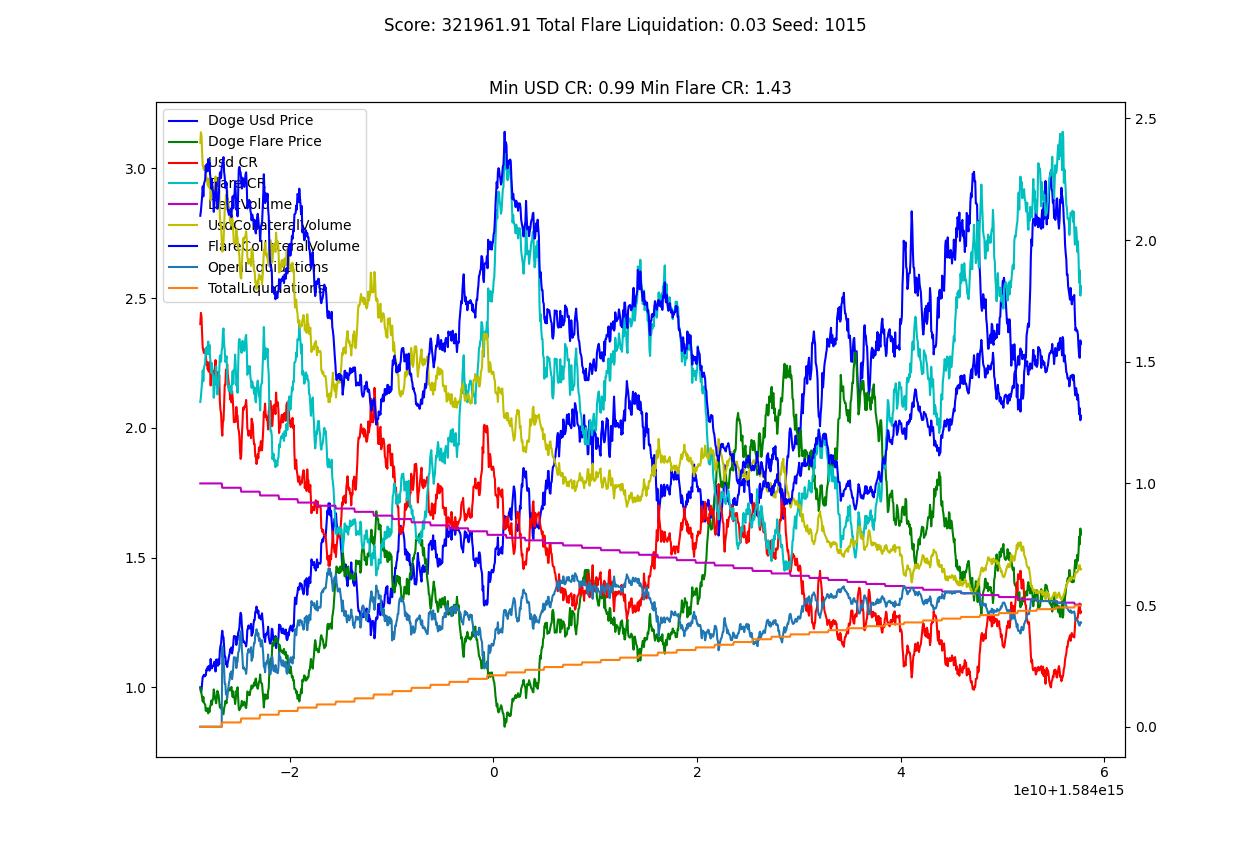 Score: 321961.91 Total Flare Liquidation: 0.03 Seed: 1015
Min USD CR: 0.99 Min Flare CR: 1.43
Doge Usd Price
Doge Flare Price
Usd CR
Flare CR
DebtVolume
UsdCollateralVolume
FlareCollateralVolume
OpenLiquidations
TotalLiquidations
3.0
2.5
2.0
1.5
1.0
2.5
2.0
1.5
1.0
0.5
0.0
−2
0
2
4
6
1e10+1.584e15